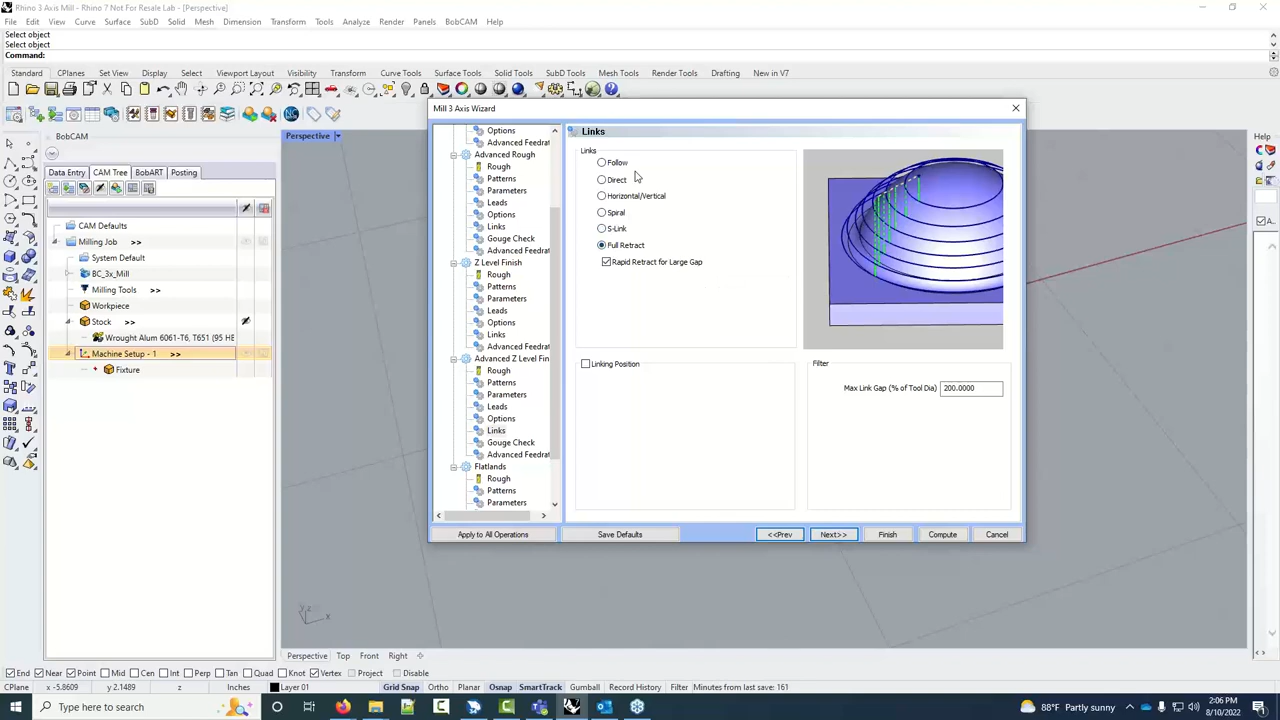 Rhino 3 Axis Mill - Rhino 7 Not For Resale Lab - [Perspective]
File Edit View Curve Surface SubD Solid Mesh Dimension Transform Tools Analyze Render Panels BobCAM Help
Select object
Select object
Command:
Standard CPlanes Set View Display Select Viewport Layout Visibility Transform Curve Tools Surface Tools Solid Tools SubD Tools Mesh Tools Render Tools Drafting New in V7
BobCAM
Data Entry CAM Tree BobART Posting
CAM Defaults
Milling Job >>
System Default
BC_3x_Mill
Milling Tools >>
Workpiece
Stock >>
Wrought Alum 6061-T6, T651 (95 HE
Machine Setup - 1 >>
Fixture
Perspective
Mill 3 Axis Wizard
Options
Advanced Feedrat
Advanced Rough
Rough
Patterns
Parameters
Leads
Options
Links
Gouge Check
Advanced Feedrat
Z Level Finish
Rough
Patterns
Parameters
Leads
Options
Links
Advanced Feedrat
Advanced Z Level Fin
Rough
Patterns
Parameters
Leads
Options
Links
Gouge Check
Advanced Feedrat
Flatlands
Rough
Patterns
Parameters
Links
Links
Follow
Direct
Horizontal/Vertical
Spiral
S-Link
Full Retract
Rapid Retract for Large Gap
Linking Position
Filter
Max Link Gap (% of Tool Dia) 200.0000
Apply to All Operations Save Defaults <<Prev Next>> Finish Compute Cancel
Help
A...
z y x
Perspective Top Front Right
End Near Point Mid Cen Int Perp Tan Quad Knot Vertex Project Disable
CPlane x -5.8609 y 2.1489 z Inches Layer 01 Grid Snap Ortho Planar Osnap SmartTrack Gumball Record History Filter Minutes from last save: 161
Type here to search
88°F Partly sunny
2:06 PM
8/10/2022